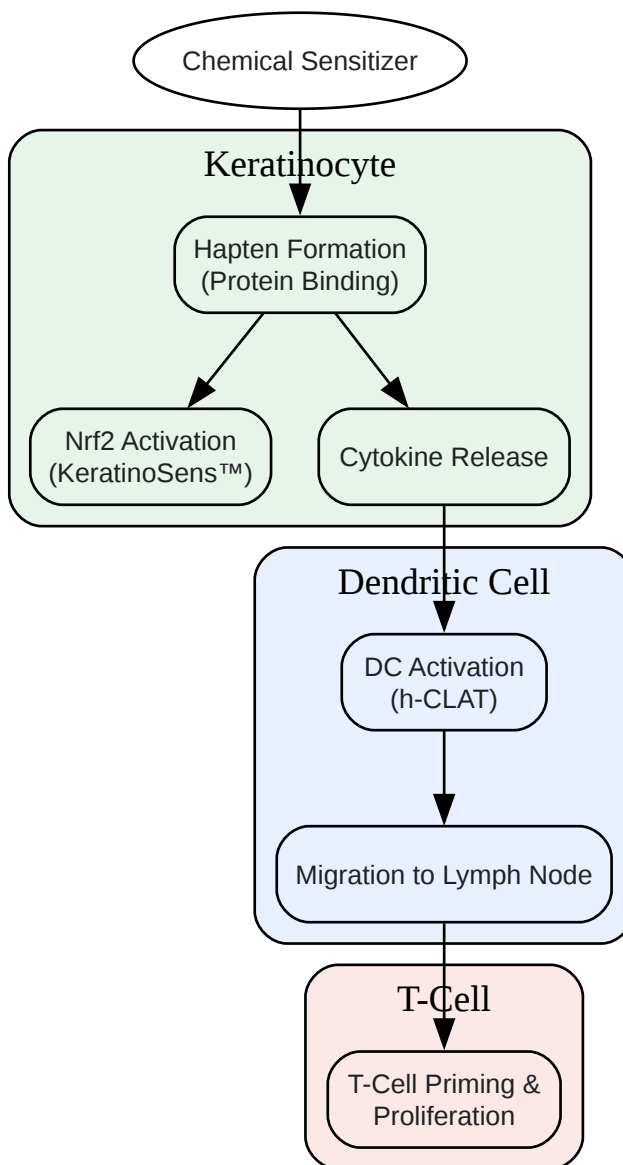 Chemical Sensitizer
Keratinocyte
Hapten Formation
(Protein Binding)
Nrf2 Activation
(KeratinoSens™)
Cytokine Release
Dendritic Cell
DC Activation
(h-CLAT)
Migration to Lymph Node
T-Cell
T-Cell Priming &
Proliferation